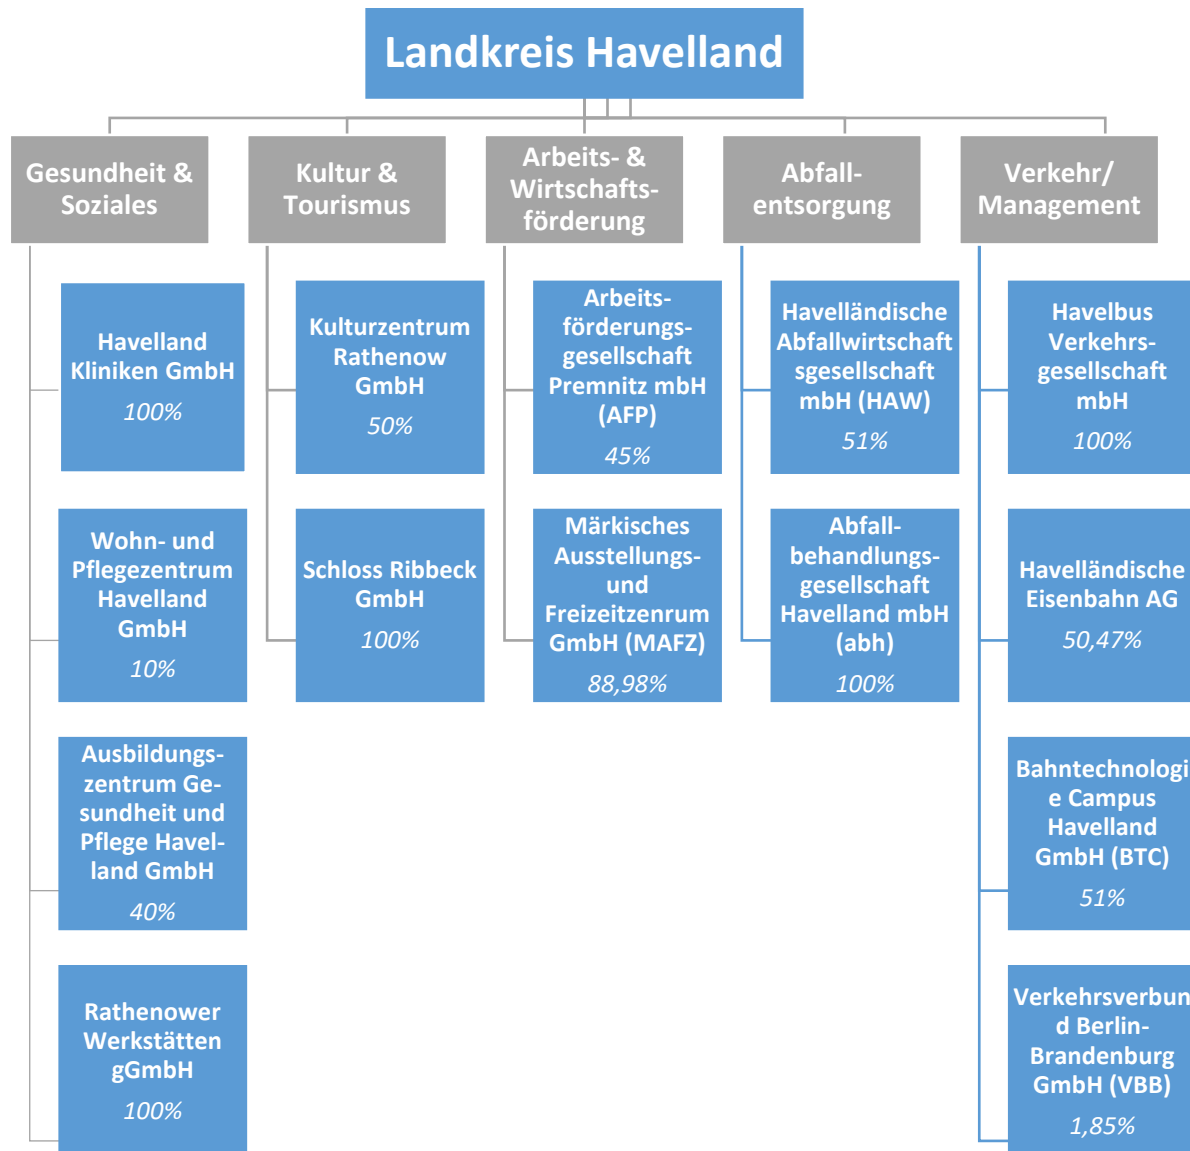 Landkreis Havelland
Gesundheit &
Soziales
Havelland
Kliniken GmbH
100%
Wohn- und
Pflegezentrum
Havelland
GmbH
10%
Ausbildungs-
zentrum Ge-
sundheit und
Pflege Havel-
land GmbH
40%
Rathenower
Werkstätten
gGmbH
100%
Kultur &
Tourismus
Kulturzentrum
Rathenow
GmbH
50%
Schloss Ribbeck
GmbH
100%
Arbeits- &
Wirtschafts-
förderung
Arbeits-
förderungs-
gesellschaft
Premnitz mbH
(AFP)
45%
Märkisches
Ausstellungs-
und
Freizeitzenrum
GmbH (MAFZ)
88,98%
Abfall-
entsorgung
Havelländische
Abfallwirtschaft
sgesellschaft
mbH (HAW)
51%
Abfall-
behandlungs-
gesellschaft
Havelland mbH
(abh)
100%
Verkehr/
Management
Havelbus
Verkehrs-
gesellschaft
mbH
100%
Havelländische
Eisenbahn AG
50,47%
Bahntechnologi
e Campus
Havelland
GmbH (BTC)
51%
Verkehrsverbun
d Berlin-
Brandenburg
GmbH (VBB)
1,85%